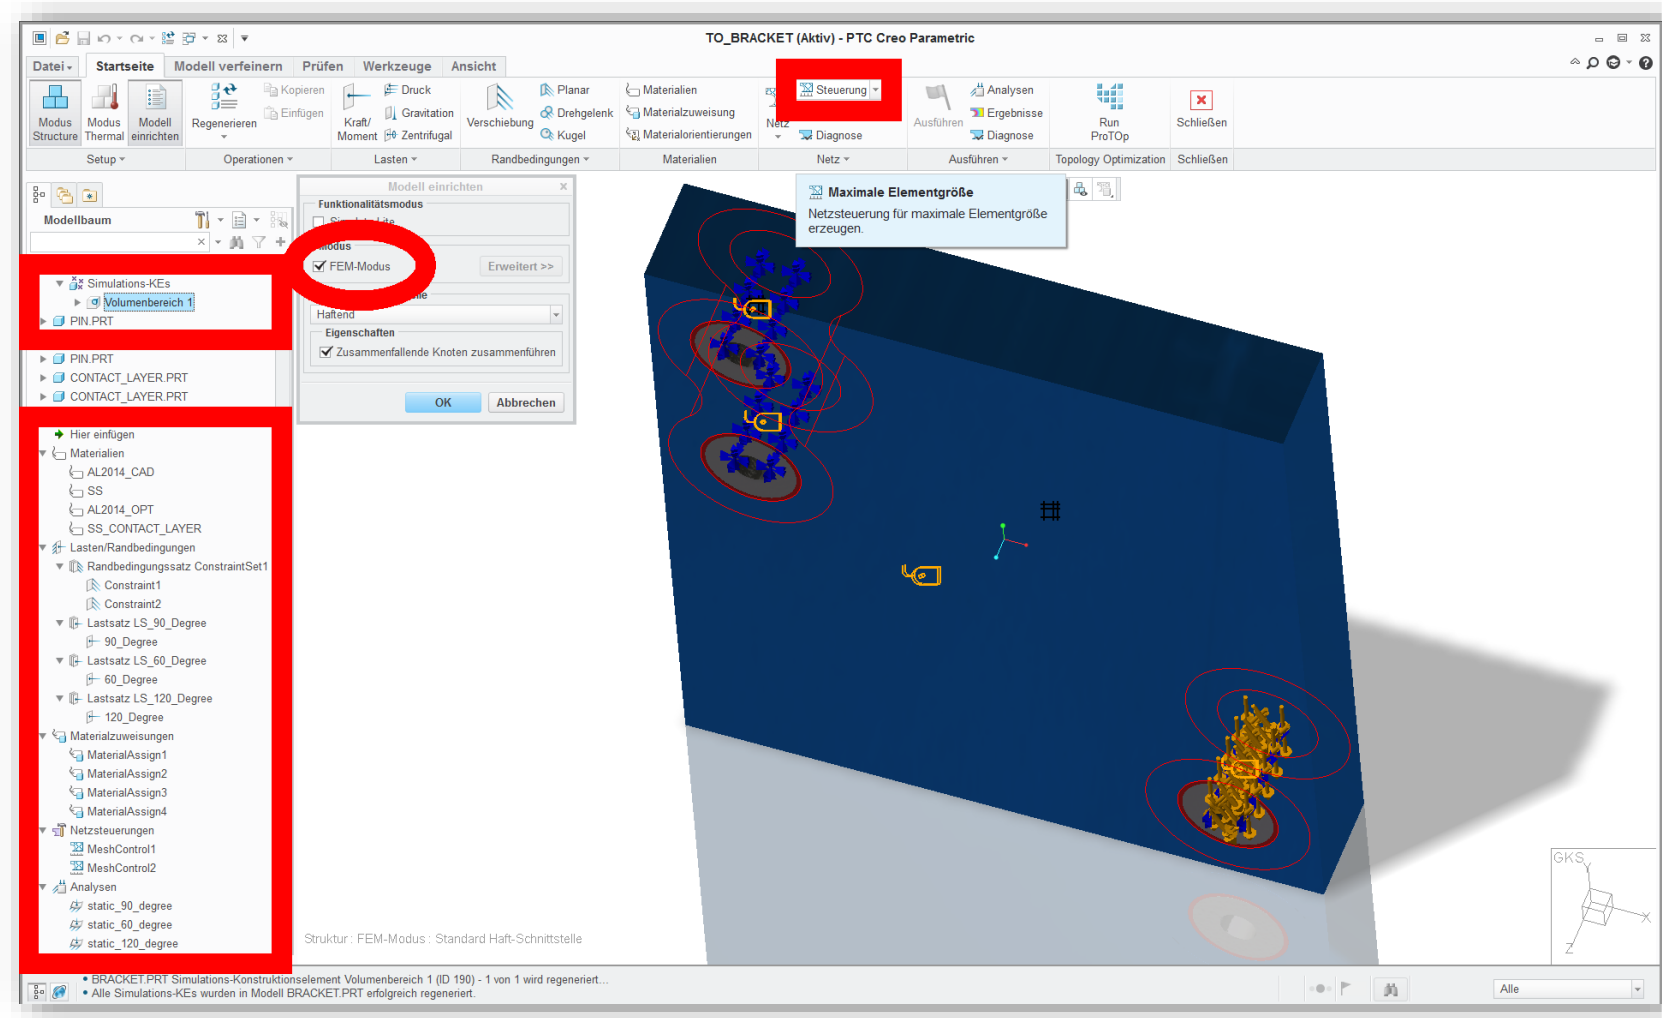 TO_BRACKET (Aktiv) - PTC Creo Parametric
Datei Startseite Modell verfeinern Prüfen Werkzeuge Ansicht
Modus Structure
Modus Thermal
Modell einrichten
Setup
Regenerieren
Kopieren
Einfügen
Operationen
Kraft/ Moment
Druck
Gravitation
Zentrifugal
Lasten
Verschiebung
Planar
Drehgelenk
Kugel
Randbedingungen
Materialien
Materialzuweisung
Materialorientierungen
Materialien
Netz
Steuerung
Diagnose
Netz
Ausführen
Analysen
Ergebnisse
Diagnose
Ausführen
Run ProTOp
Topology Optimization
Schließen
Schließen
Maximale Elementgröße
Netzsteuerung für maximale Elementgröße
erzeugen.
Modellbaum
Simulations-KEs
Volumenbereich 1
PIN.PRT
PIN.PRT
CONTACT_LAYER.PRT
CONTACT_LAYER.PRT
Hier einfügen
Materialien
AL2014_CAD
SS
AL2014_OPT
SS_CONTACT_LAYER
Lasten/Randbedingungen
Randbedingungssatz ConstraintSet1
Constraint1
Constraint2
Lastsatz LS_90_Degree
90_Degree
Lastsatz LS_60_Degree
60_Degree
Lastsatz LS_120_Degree
120_Degree
Materialzuweisungen
MaterialAssign1
MaterialAssign2
MaterialAssign3
MaterialAssign4
Netzsteuerungen
MeshControl1
MeshControl2
Analysen
static_90_degree
static_60_degree
static_120_degree
Modell einrichten
Funktionalitätsmodus
Modus
FEM-Modus
Erweitert >>
Haftend
Eigenschaften
Zusammenfallende Knoten zusammenführen
OK
Abbrechen
GKS
Y
X
Z
Struktur : FEM-Modus : Standard Haft-Schnittstelle
• BRACKET.PRT Simulations-Konstruktionselement Volumenbereich 1 (ID 190) - 1 von 1 wird regeneriert...
• Alle Simulations-KEs wurden in Modell BRACKET.PRT erfolgreich regeneriert.
Alle